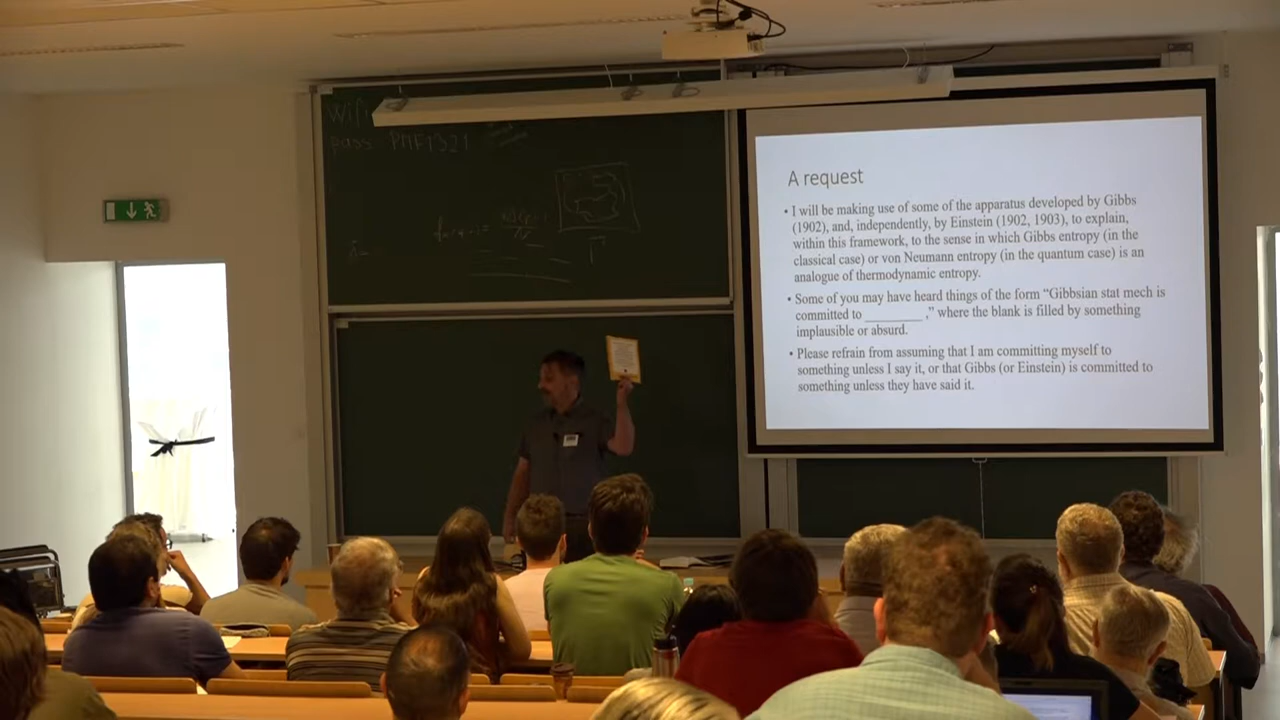 Wifi
pass: PMF1321
A request
• I will be making use of some of the apparatus developed by Gibbs
(1902), and, independently, by Einstein (1902, 1903), to explain,
within this framework, to the sense in which Gibbs entropy (in the
classical case) or von Neumann entropy (in the quantum case) is an
analogue of thermodynamic entropy.
• Some of you may have heard things of the form “Gibbsian stat mech is
committed to ________ ,” where the blank is filled by something
implausible or absurd.
• Please refrain from assuming that I am committing myself to
something unless I say it, or that Gibbs (or Einstein) is committed to
something unless they have said it.